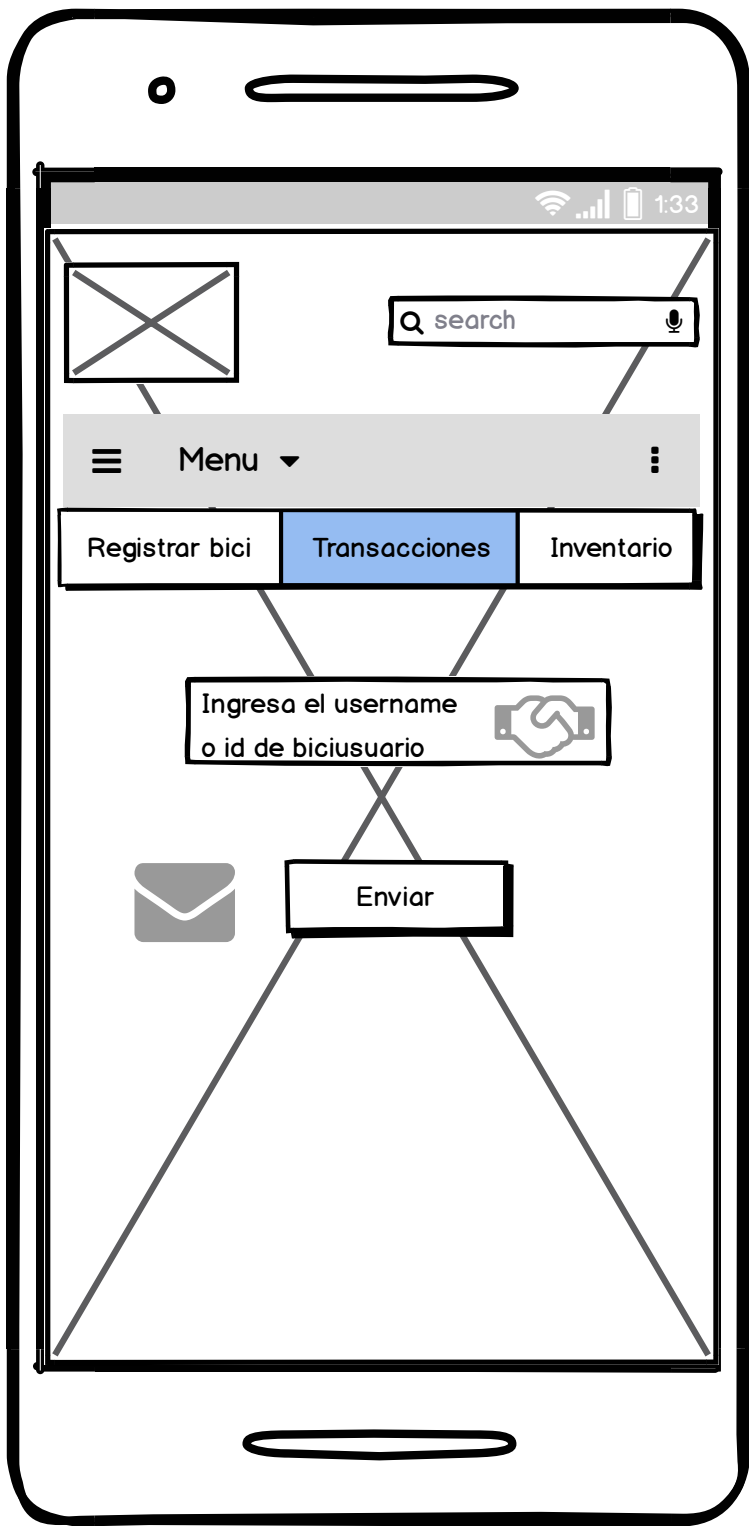 1:33
search
Menu
Registrar bici Transacciones Inventario
Ingresa el username
o id de biciusuario
Enviar